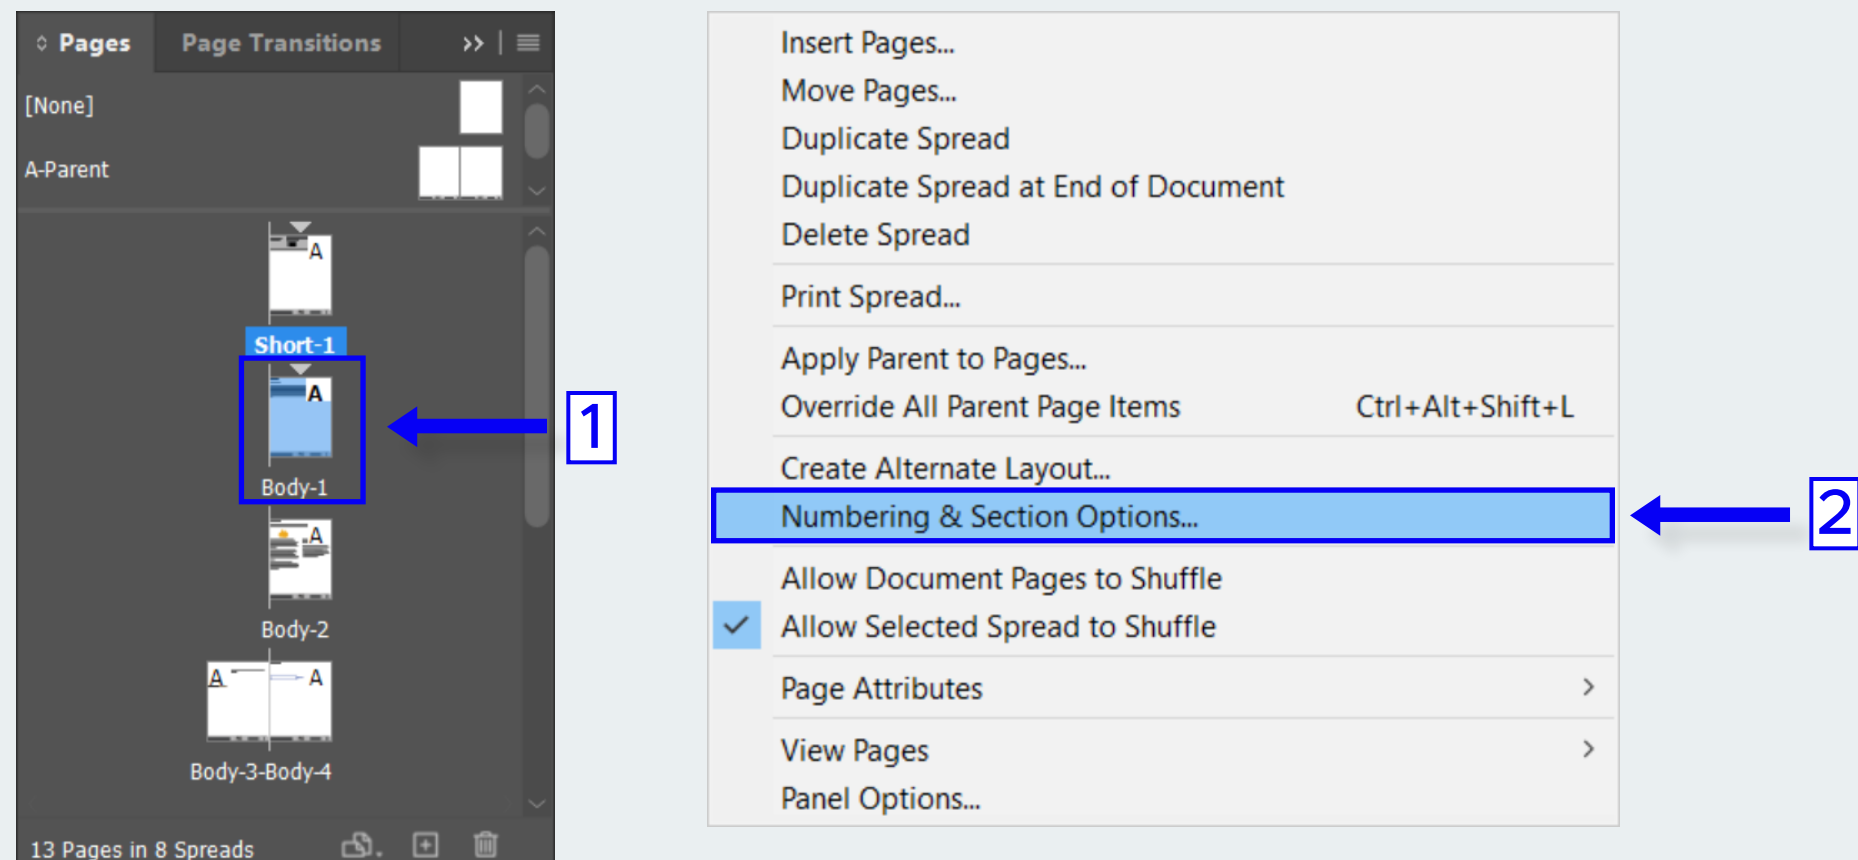 Pages
Page Transitions
[None]
A-Parent
A
Short-1
A
Body-1
A
Body-2
A
A
Body-3-Body-4
13 Pages in 8 Spreads
1
Insert Pages...
Move Pages...
Duplicate Spread
Duplicate Spread at End of Document
Delete Spread
Print Spread...
Apply Parent to Pages...
Override All Parent Page Items Ctrl+Alt+Shift+L
Create Alternate Layout...
Numbering & Section Options...
Allow Document Pages to Shuffle
Allow Selected Spread to Shuffle
Page Attributes
View Pages
Panel Options...
2